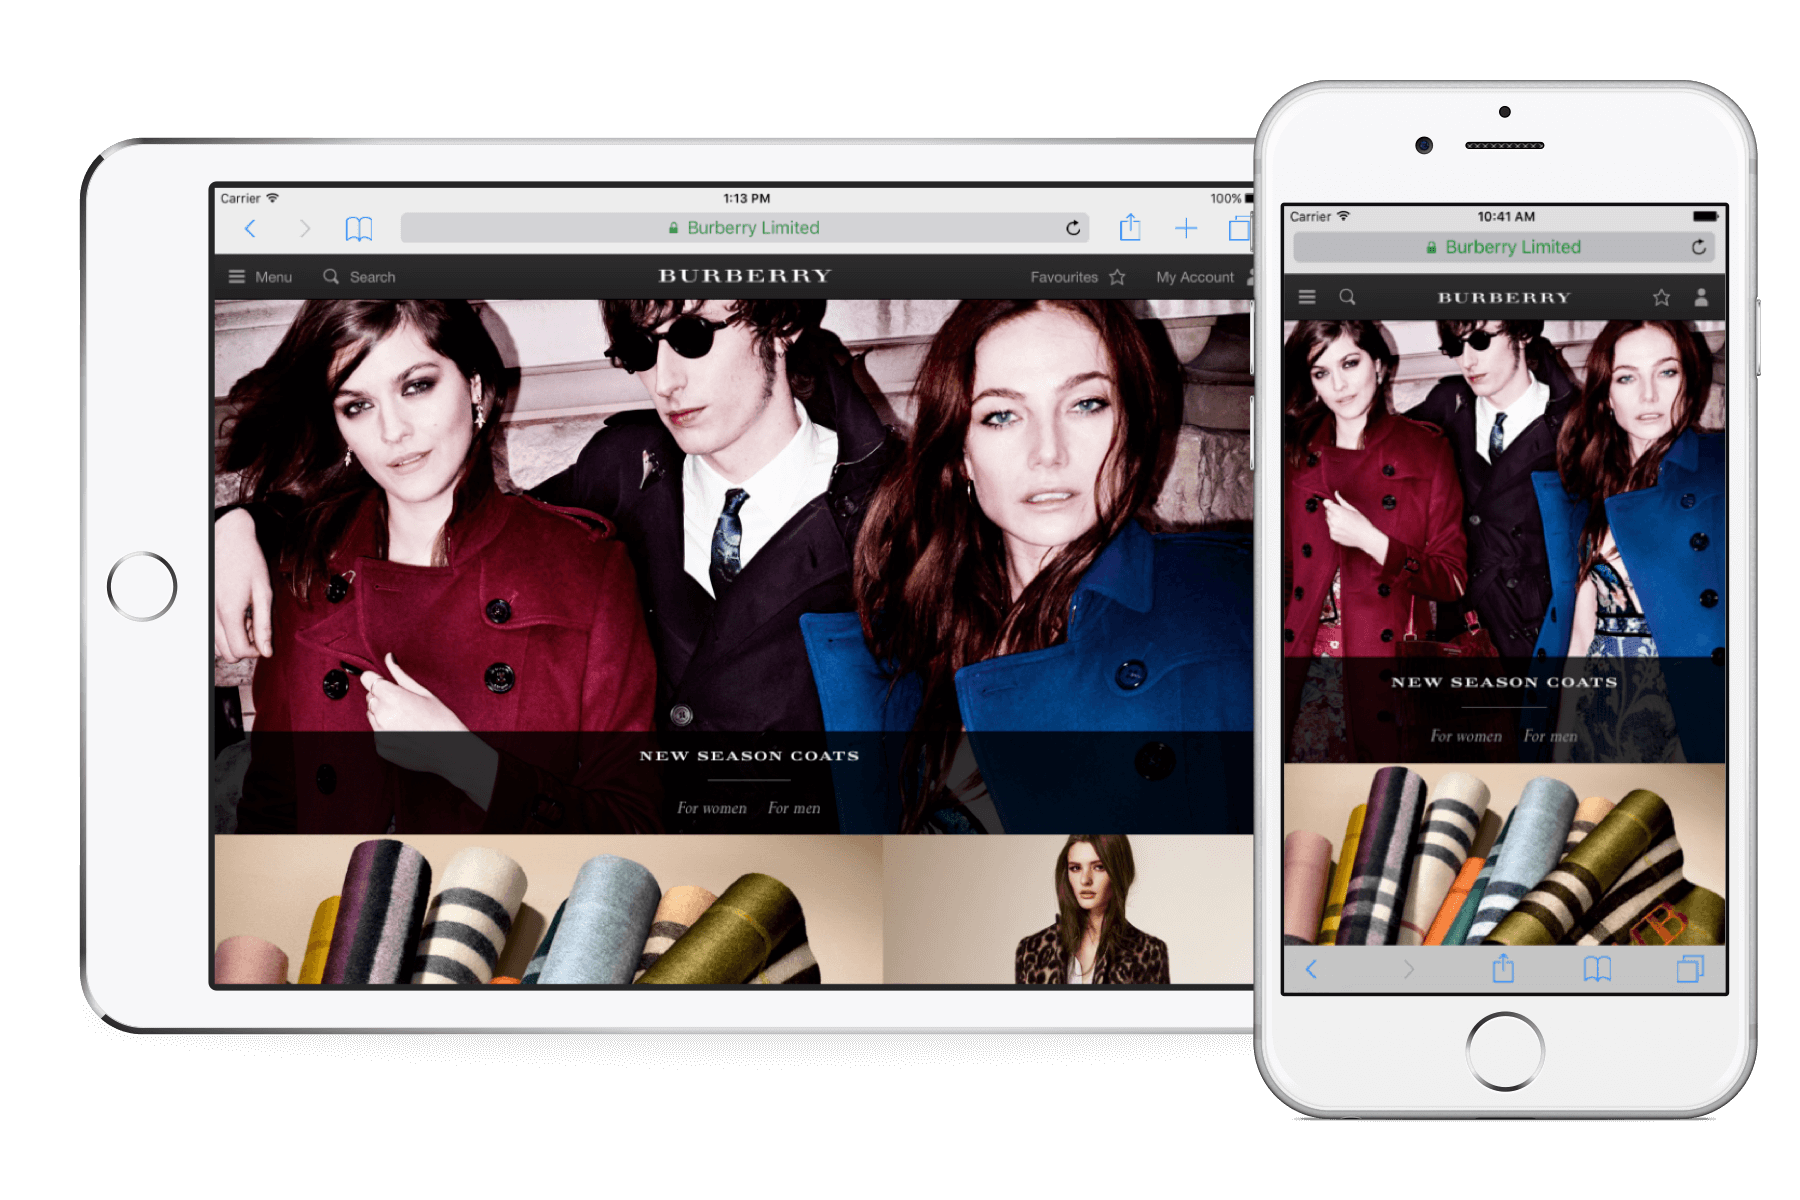 Carrier 1:13 PM 100%
Burberry Limited
Menu Search BURBERRY Favourites My Account
NEW SEASON COATS
For women For men
Carrier 10:41 AM
Burberry Limited
BURBERRY
NEW SEASON COATS
For women For men
B